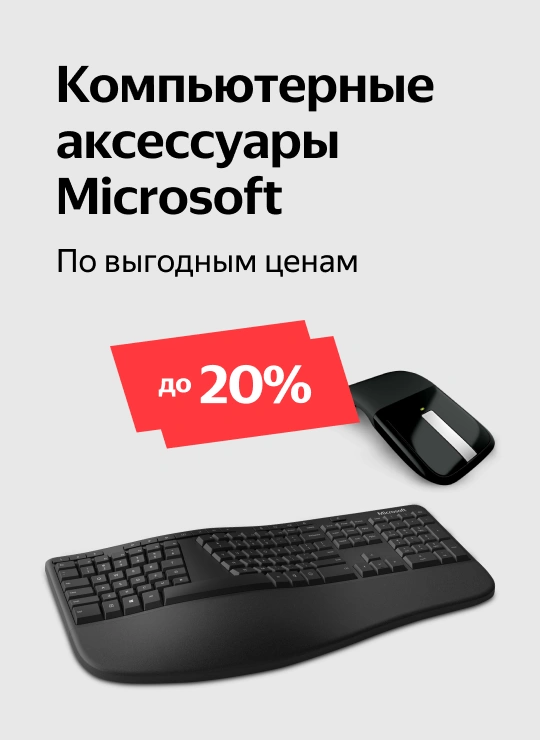 Компьютерные
аксессуары
Microsoft
По выгодным ценам
до 20%
Microsoft